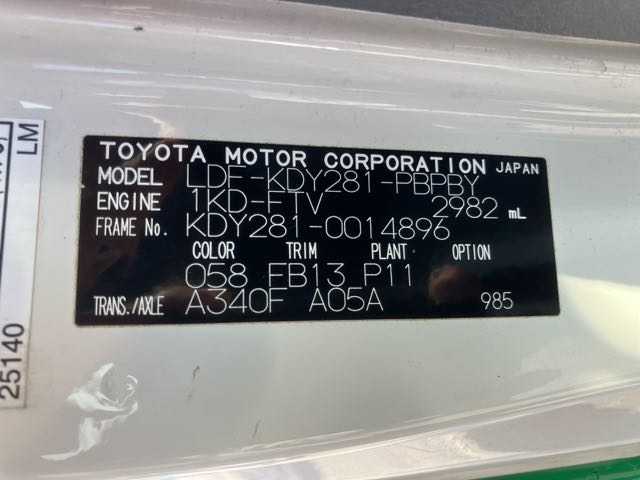 TOYOTA MOTOR CORPORATION JAPAN
MODEL LDF-KDY281-PBPBY
ENGINE 1KD-FTV 2982 mL
FRAME No. KDY281-0014896
COLOR TRIM PLANT OPTION
058 FB13 P11
TRANS./AXLE A340F A05A 985
LM
25140